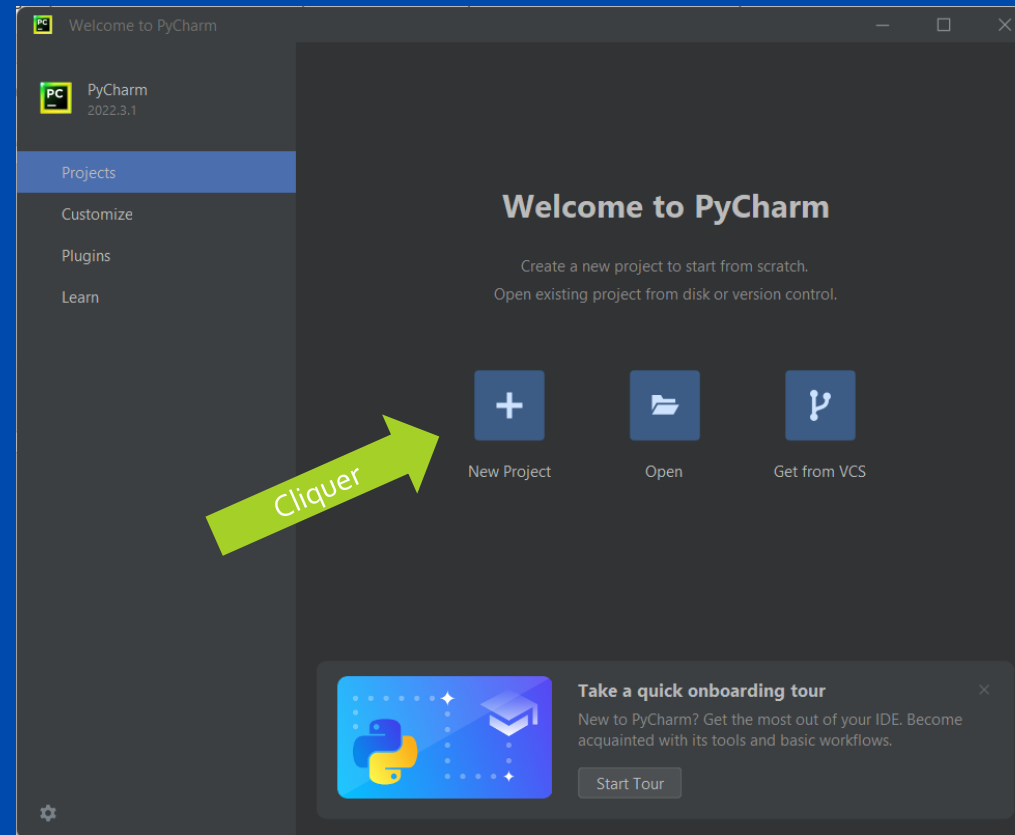 Welcome to PyCharm
PyCharm
2022.3.1
Projects
Customize
Plugins
Learn
Welcome to PyCharm
Create a new project to start from scratch.
Open existing project from disk or version control.
Cliquer
New Project
Open
Get from VCS
Take a quick onboarding tour
New to PyCharm? Get the most out of your IDE. Become
acquainted with its tools and basic workflows.
Start Tour